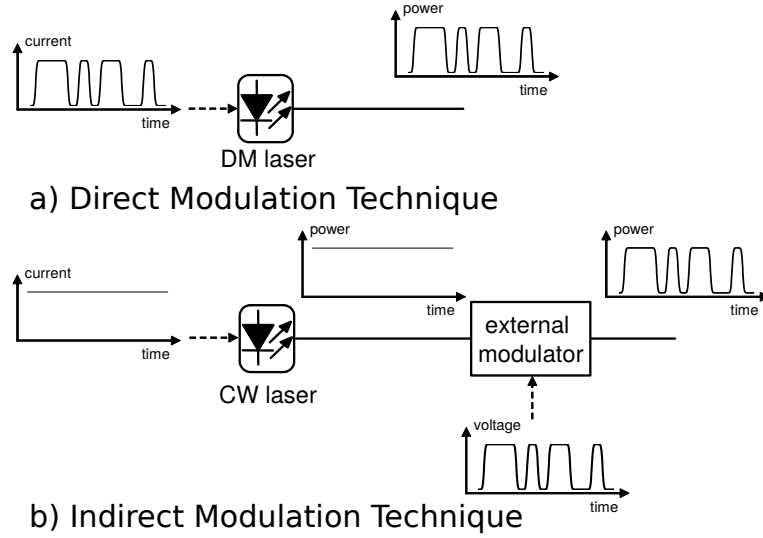 power
current
time
time
DM laser
a) Direct Modulation Technique
power
power
current
time
time
time
external
modulator
CW laser
voltage
time
b) Indirect Modulation Technique